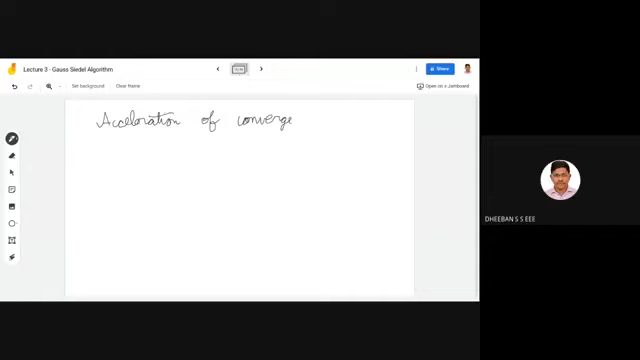 Lecture 3 - Gauss Siedel Algorithm
Share
Set background
Clear frame
Open on a Jamboard
Acceleration of converge
DHEEBAN S S EEE